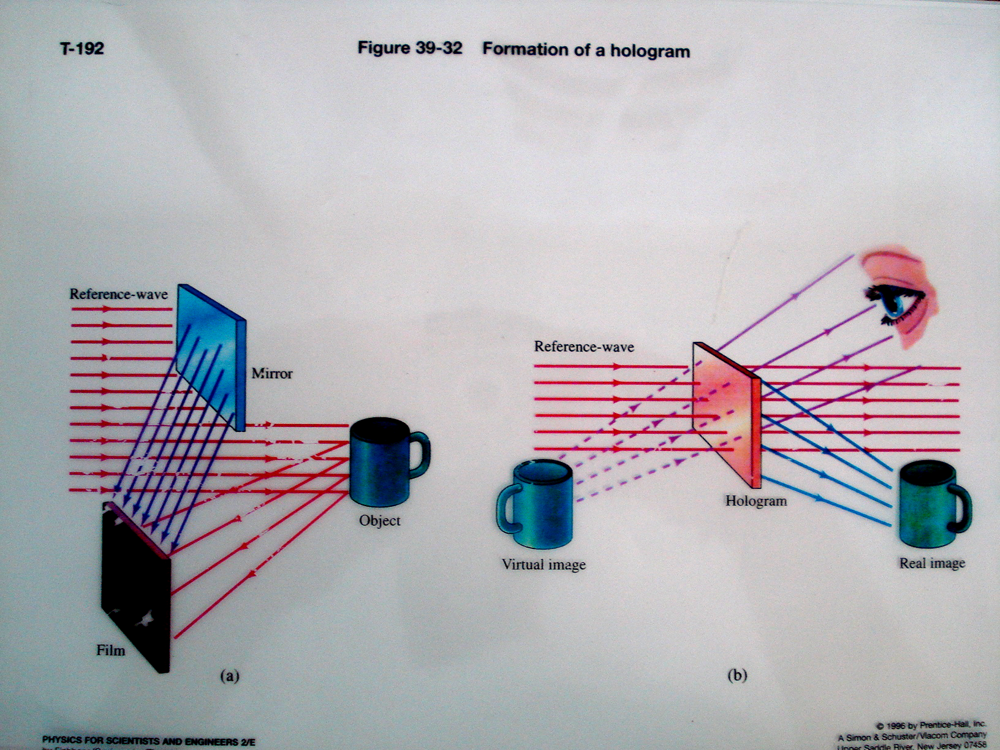 T-192
Figure 39-32 Formation of a hologram
Reference-wave
Mirror
Object
Film
(a)
Reference-wave
Hologram
Virtual image
Real image
(b)
PHYSICS FOR SCIENTISTS AND ENGINEERS 2/E
© 1996 by Prentice-Hall, Inc.
A Simon & Schuster/Viacom Company
Upper Saddle River, New Jersey 07458